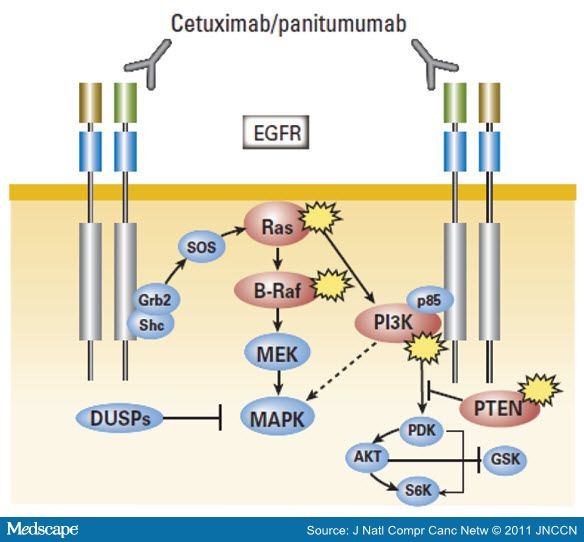 Cetuximab/panitumumab
EGFR
Ras
SOS
B-Raf
p85
Grb2
Shc
PI3K
MEK
PTEN
DUSPs
MAPK
PDK
AKT
GSK
S6K
Medscape
Source: J Natl Compr Canc Netw © 2011 JNCCN